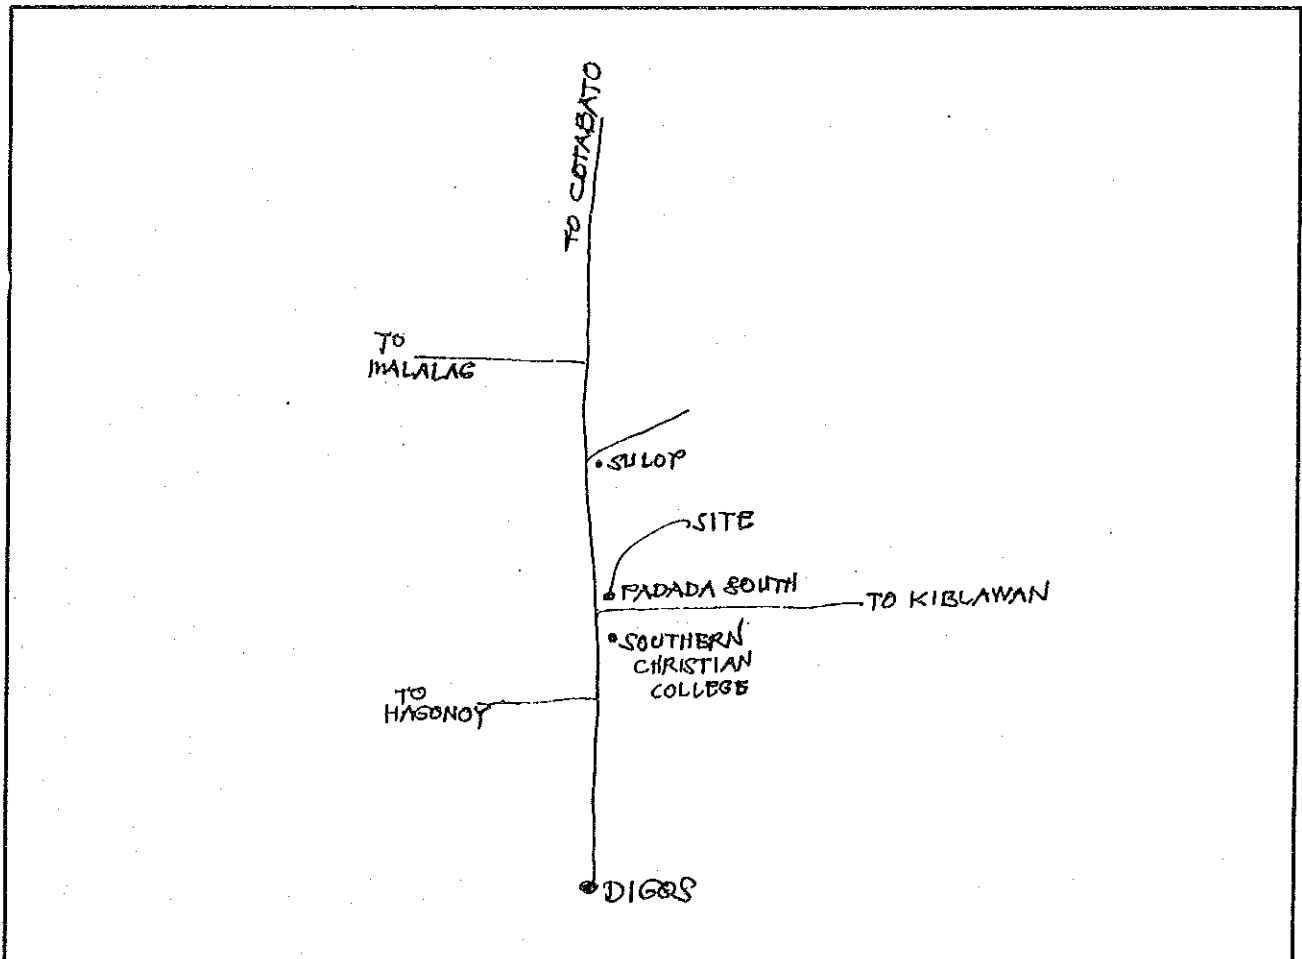 TO COTABATO
TO
MALALAG
SULOP
SITE
PADADA SOUTH
TO KIBLAWAN
SOUTHERN
CHRISTIAN
COLLEGE
TO
HAGONOY
DIGOS